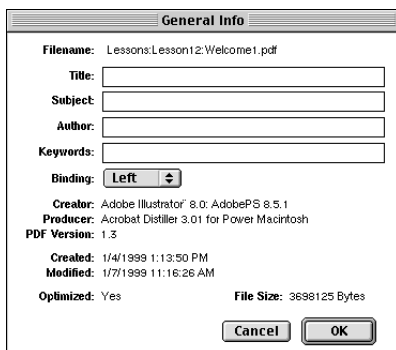 General Info
Filename: Lessons:Lesson12:Welcome1.pdf
Title:
Subject:
Author:
Keywords:
Binding: Left
Creator: Adobe Illustrator® 8.0: AdobePS 8.5.1
Producer: Acrobat Distiller 3.01 for Power Macintosh
PDF Version: 1.3
Created: 1/4/1999 1:13:50 PM
Modified: 1/7/1999 11:16:26 AM
Optimized: Yes File Size: 3698125 Bytes
Cancel OK